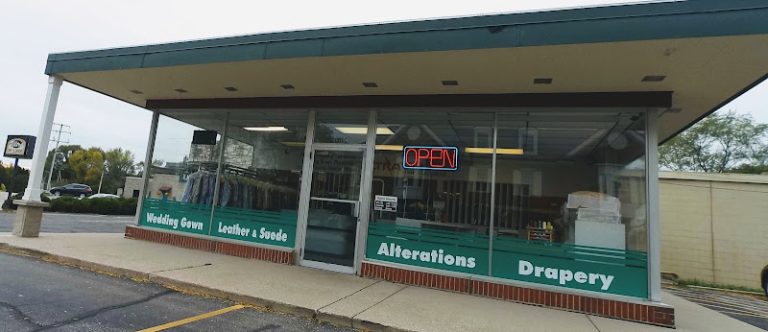 OPEN
Wedding Gown
Leather & Suede
Alterations
Drapery